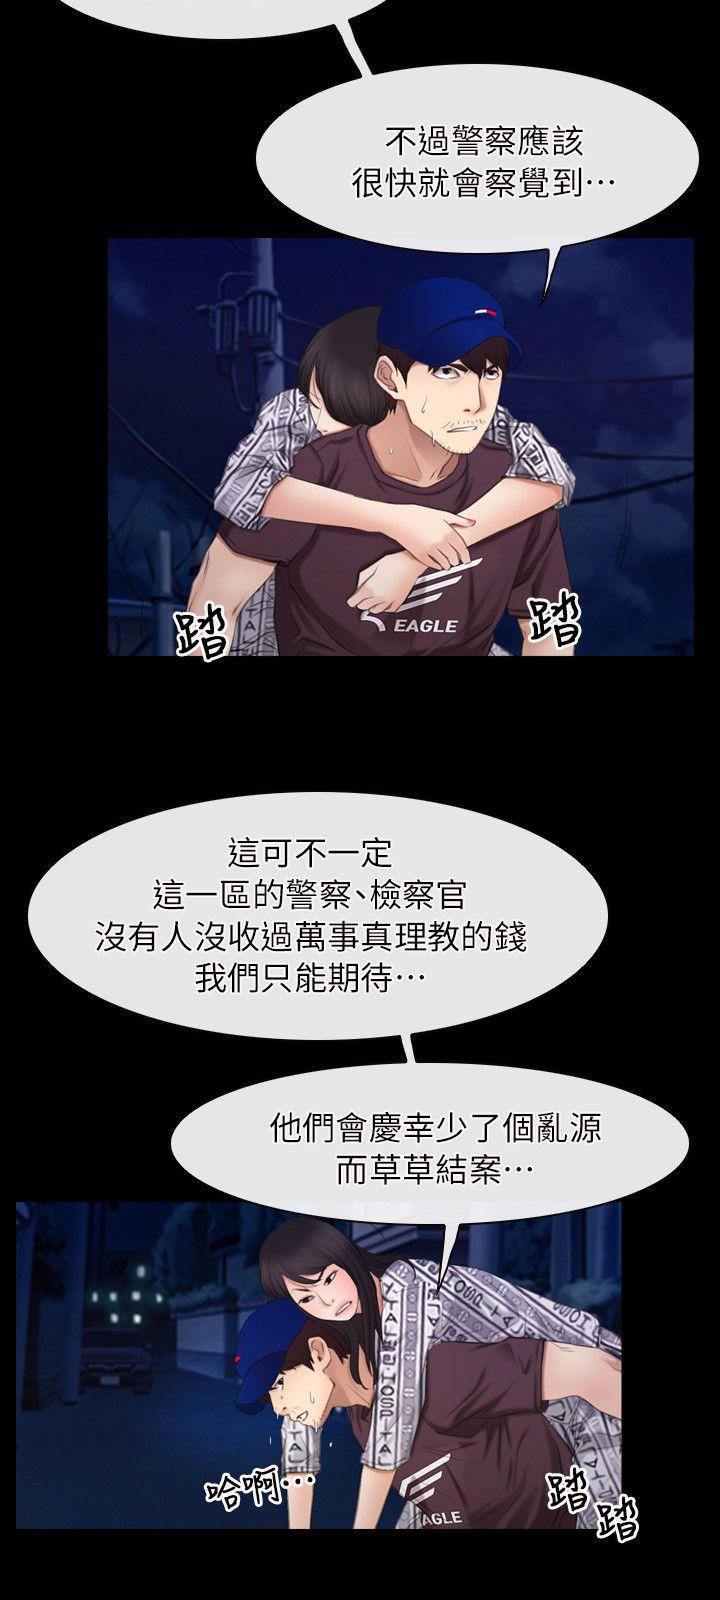 不過警察應該
很快就會察覺到⋯
踏
踏
EAGLE
這可不一定
這一區的警察、檢察官
沒有人沒收過萬事真理教的錢
我們只能期待⋯
他們會慶幸少了個亂源
而草草結案⋯
HOSPITAL
哈啊⋯
踏
踏
EAGLE